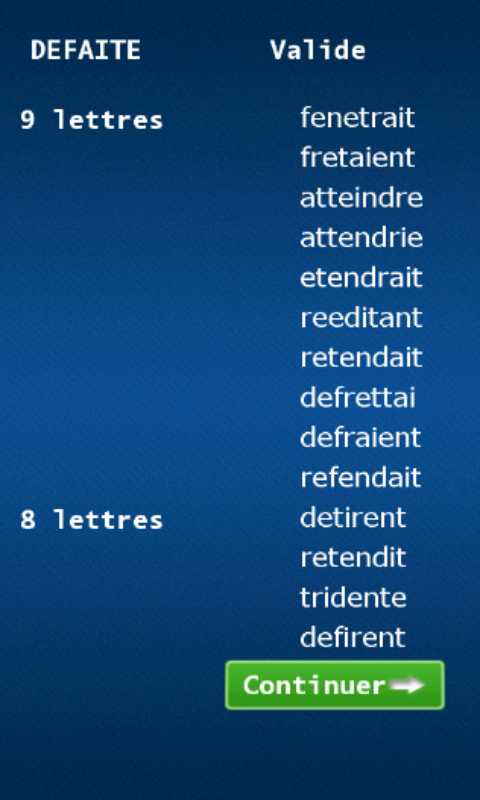 DEFAITE Valide
9 lettres fenetrait
fretaient
atteindre
attendrie
etendrait
reeditant
retendait
defrettai
defraient
refendait
8 lettres detirent
retendit
tridente
defirent
Continuer